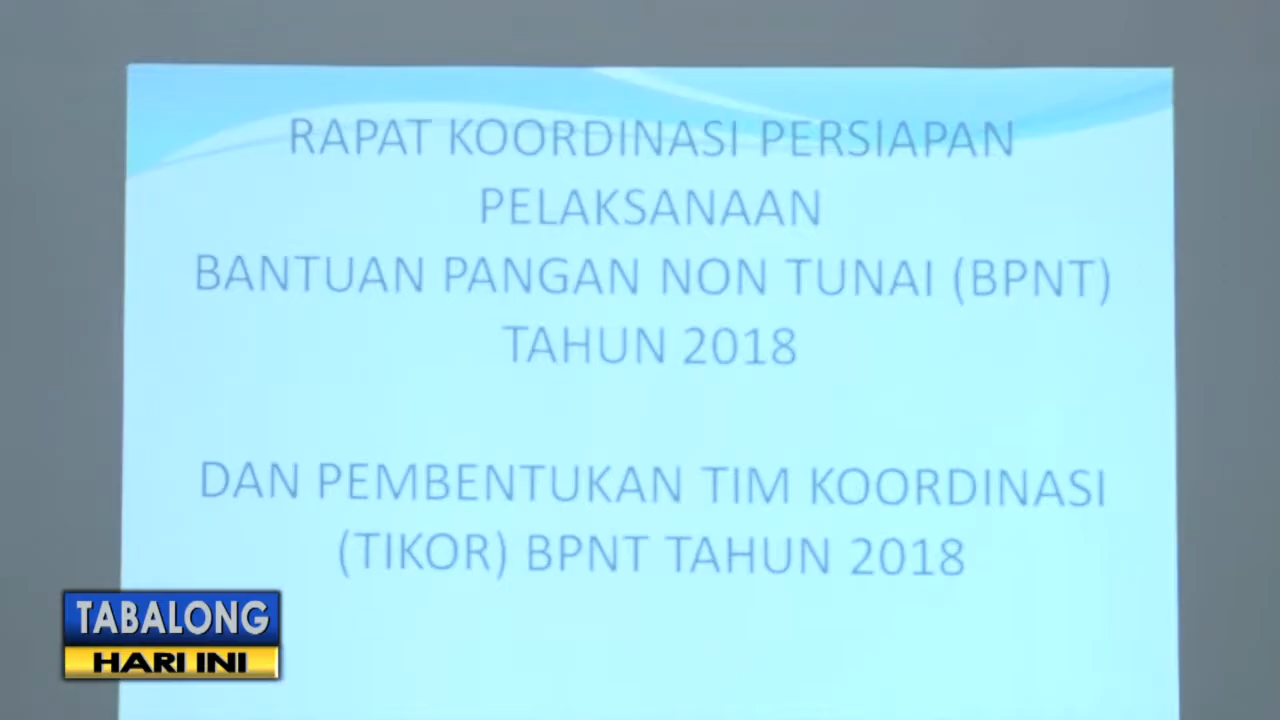 RAPAT KOORDINASI PERSIAPAN
PELAKSANAAN
BANTUAN PANGAN NON TUNAI (BPNT)
TAHUN 2018
DAN PEMBENTUKAN TIM KOORDINASI
(TIKOR) BPNT TAHUN 2018
TABALONG
HARI INI